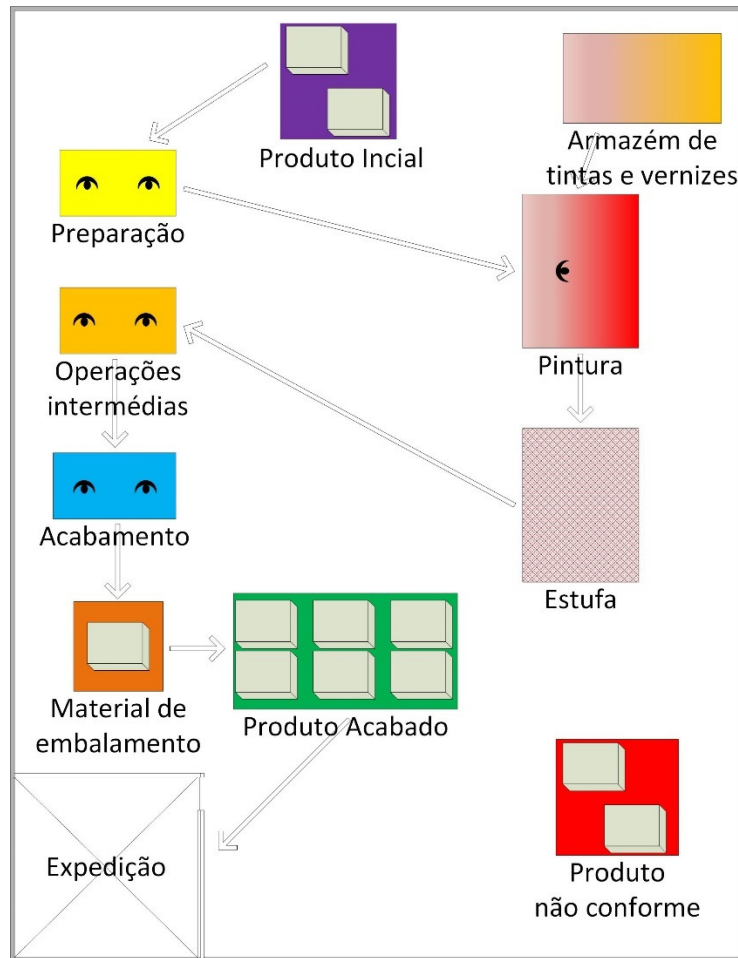 Produto Incial
Armazém de
tintas e vernizes
Preparação
Operações
intermédias
Pintura
Acabamento
Estufa
Material de
embalamento
Produto Acabado
Expedição
Produto
não conforme